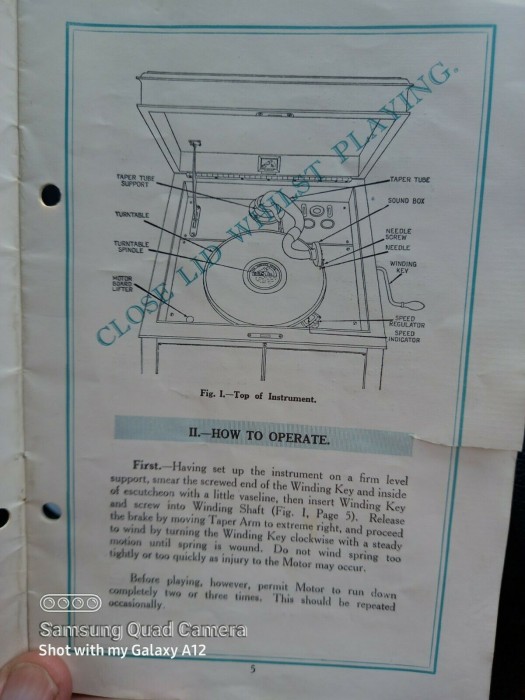 CLOSE LID WHILST PLAYING.
TAPER TUBE
SUPPORT
TURNTABLE
TURNTABLE
SPINDLE
MOTOR
BOARD
LIFTER
TAPER TUBE
SOUND BOX
NEEDLE
SCREW
NEEDLE
WINDING
KEY
SPEED
REGULATOR
SPEED
INDICATOR
Fig. 1.—Top of Instrument.
II.—HOW TO OPERATE.
First.—Having set up the instrument on a firm level
support, smear the screwed end of the Winding Key and inside
of escutcheon with a little vaseline, then insert Winding Key
and screw into Winding Shaft (Fig. 1, Page 5). Release
the brake by moving Taper Arm to extreme right, and proceed
to wind by turning the Winding Key clockwise with a steady
motion until spring is wound. Do not wind spring too
tightly or too quickly as injury to the Motor may occur.
Before playing, however, permit Motor to run down
completely two or three times. This should be repeated
occasionally.
5
Samsung Quad Camera
Shot with my Galaxy A12